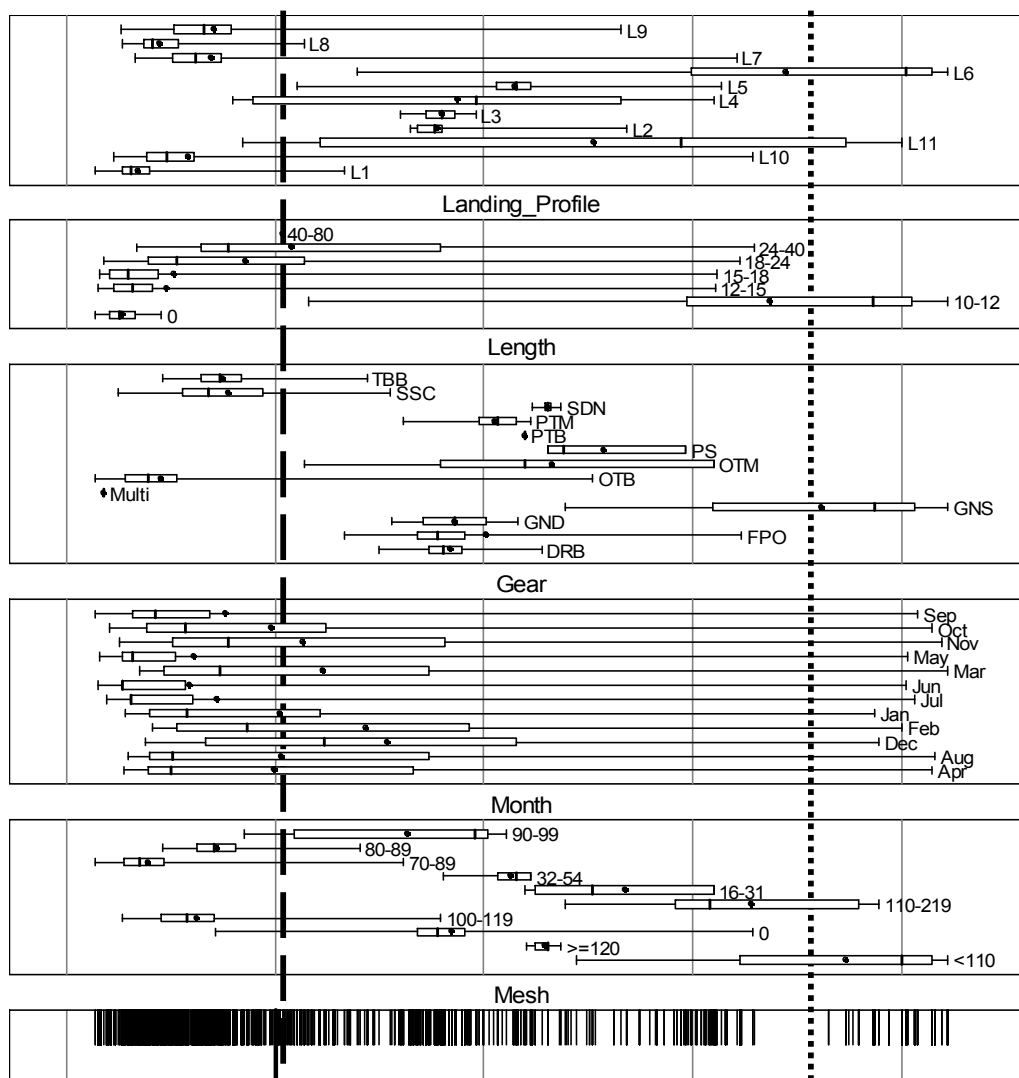 L9
L8
L7
L6
L5
L4
L3
L2
L11
L10
L1
Landing_Profile
40-80
24-40
18-24
15-18
12-15
10-12
0
Length
TBB
SSC
SDN
PTM
PTB
PS
OTM
OTB
Multi
GNS
GND
FPO
DRB
Gear
Sep
Oct
Nov
May
Mar
Jun
Jul
Jan
Feb
Dec
Aug
Apr
Month
90-99
80-89
70-89
32-54
16-31
110-219
100-119
0
>=120
<110
Mesh